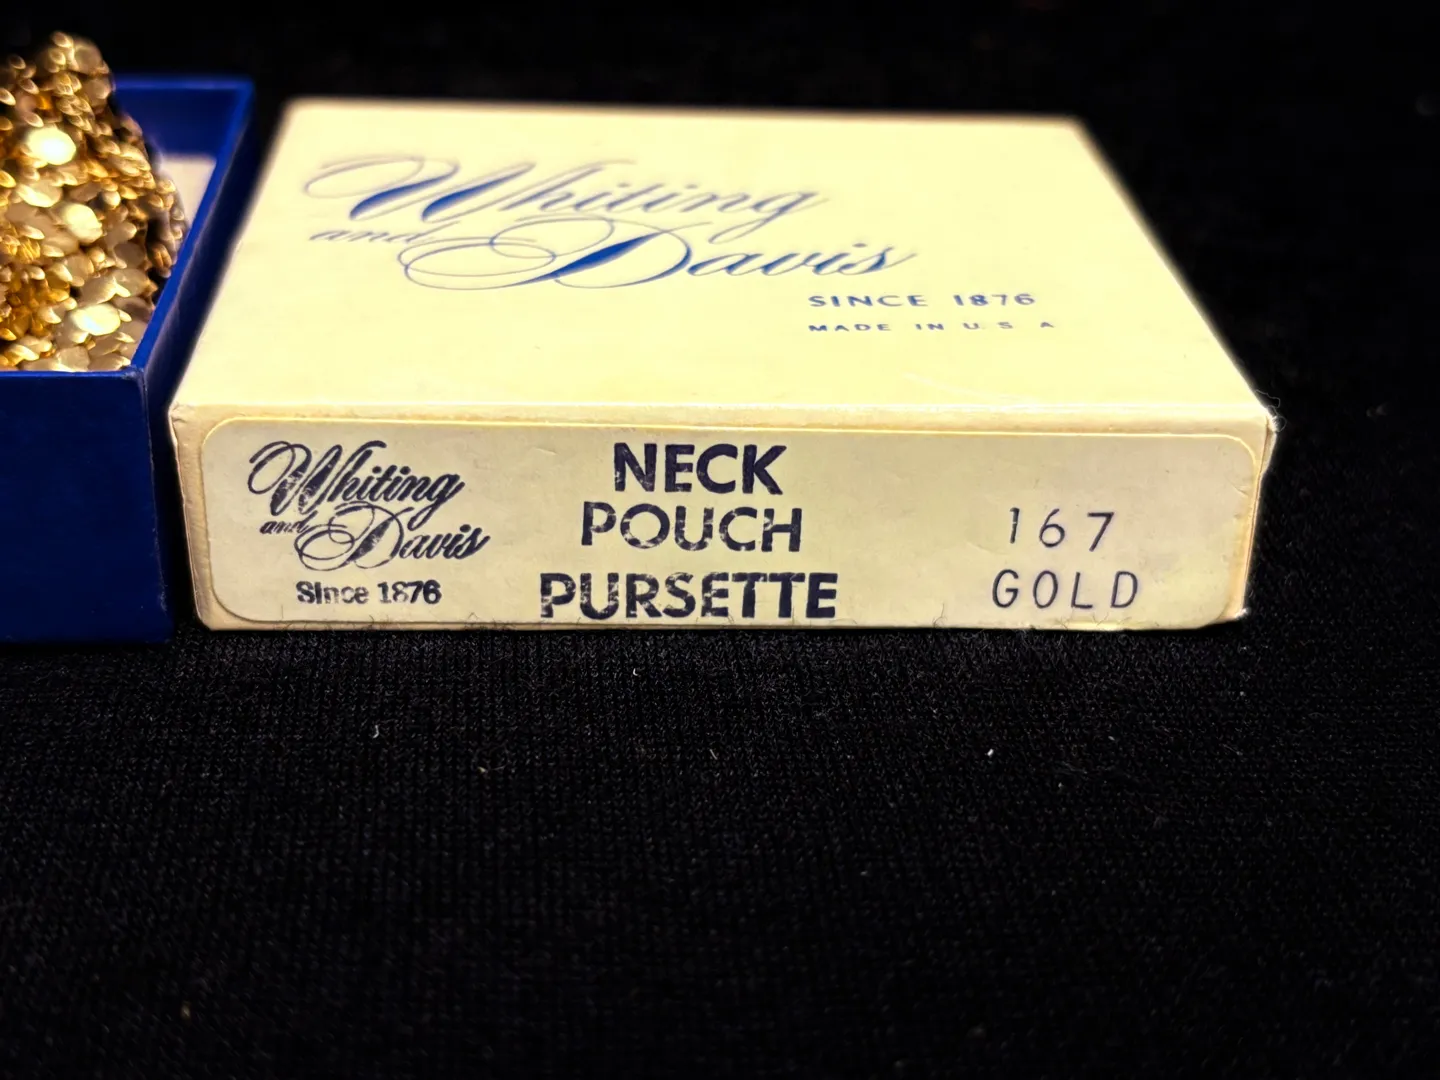 Whiting
and Davis
SINCE 1876
MADE IN U S A
Whiting
and Davis
Since 1876
NECK
POUCH
PURSETTE
167
GOLD